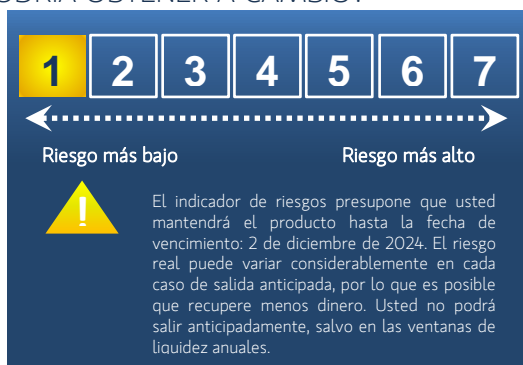 ODRÍA OBTENER A CAMBIO?
1 2 3 4 5 6 7
Riesgo más bajo Riesgo más alto
!
El indicador de riesgos presupone que usted
mantendrá el producto hasta la fecha de
vencimiento: 2 de diciembre de 2024. El riesgo
real puede variar considerablemente en cada
caso de salida anticipada, por lo que es posible
que recupere menos dinero. Usted no podrá
salir anticipadamente, salvo en las ventanas de
liquidez anuales.